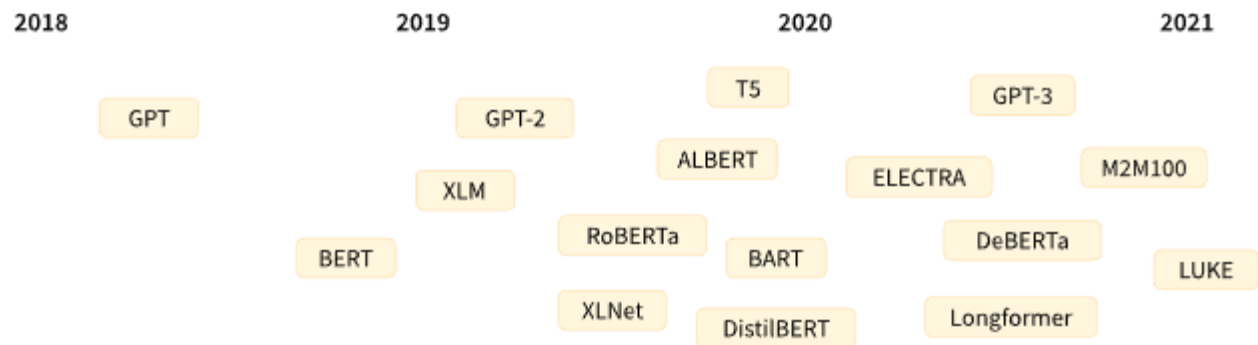 2018 2019 2020 2021
T5
GPT-3
GPT
GPT-2
ALBERT
M2M100
ELECTRA
XLM
RoBERTa
DeBERTa
BERT
BART
LUKE
XLNet
Longformer
DistilBERT